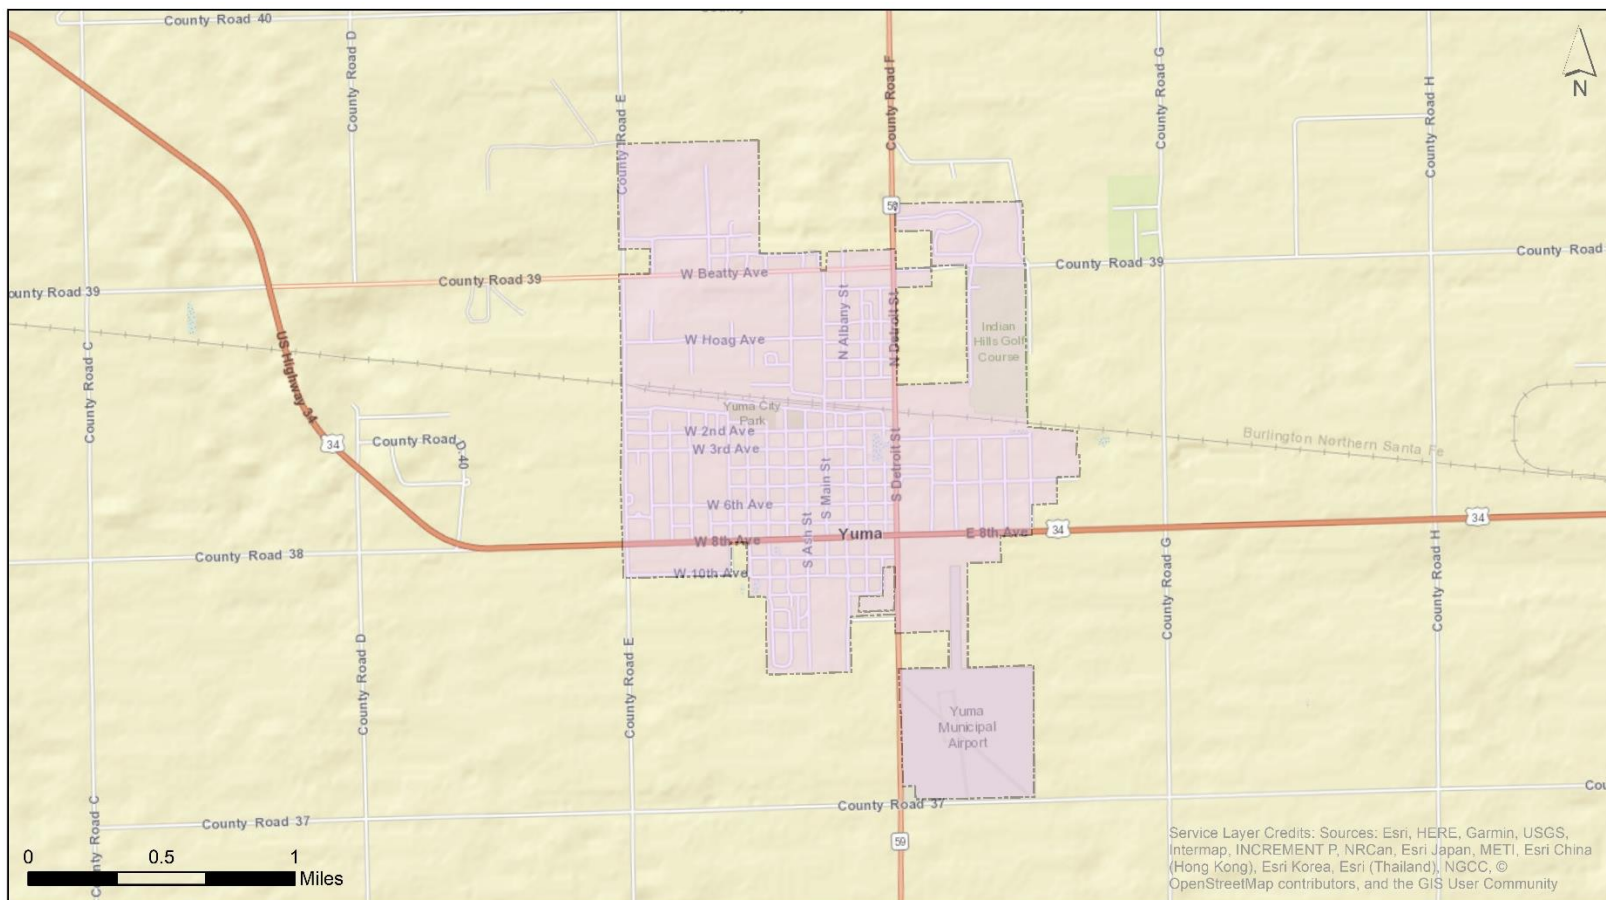 County Road 40
County Road D
County Road E
County Road F
County Road G
County Road H
N
59
County Road 39
W Beatty Ave
County Road 39
County Road
ounty Road 39
N Albany St
N Detroit St
Indian
Hills Golf
Course
W Hoag Ave
US Highway 34
County Road C
Yuma City
Park
34
County Road D-40
W 2nd Ave
W 3rd Ave
S Main St
S Detroit St
Burlington Northern Santa Fe
W 6th Ave
S Ash St
W 8th Ave
Yuma
E 8th Ave
34
34
County Road 38
W 10th Ave
County Road G
County Road H
County Road D
County Road E
Yuma
Municipal
Airport
County Road 37
County Road 37
Cou
County Road C
59
0 0.5 1
Miles
Service Layer Credits: Sources: Esri, HERE, Garmin, USGS,
Intermap, INCREMENT P, NRCan, Esri Japan, METI, Esri China
(Hong Kong), Esri Korea, Esri (Thailand), NGCC, ©
OpenStreetMap contributors, and the GIS User Community